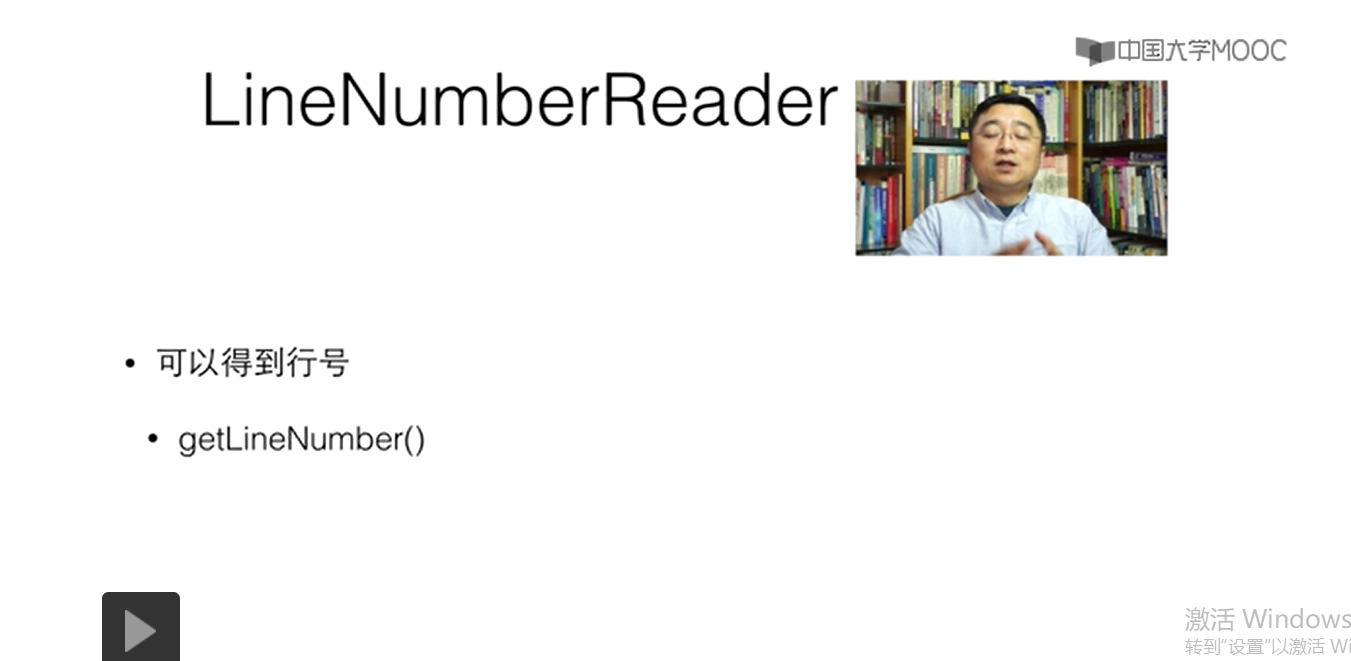 中国大学MOOC
LineNumberReader
• 可以得到行号
• getLineNumber()
激活 Windows
转到“设置”以激活 Wi